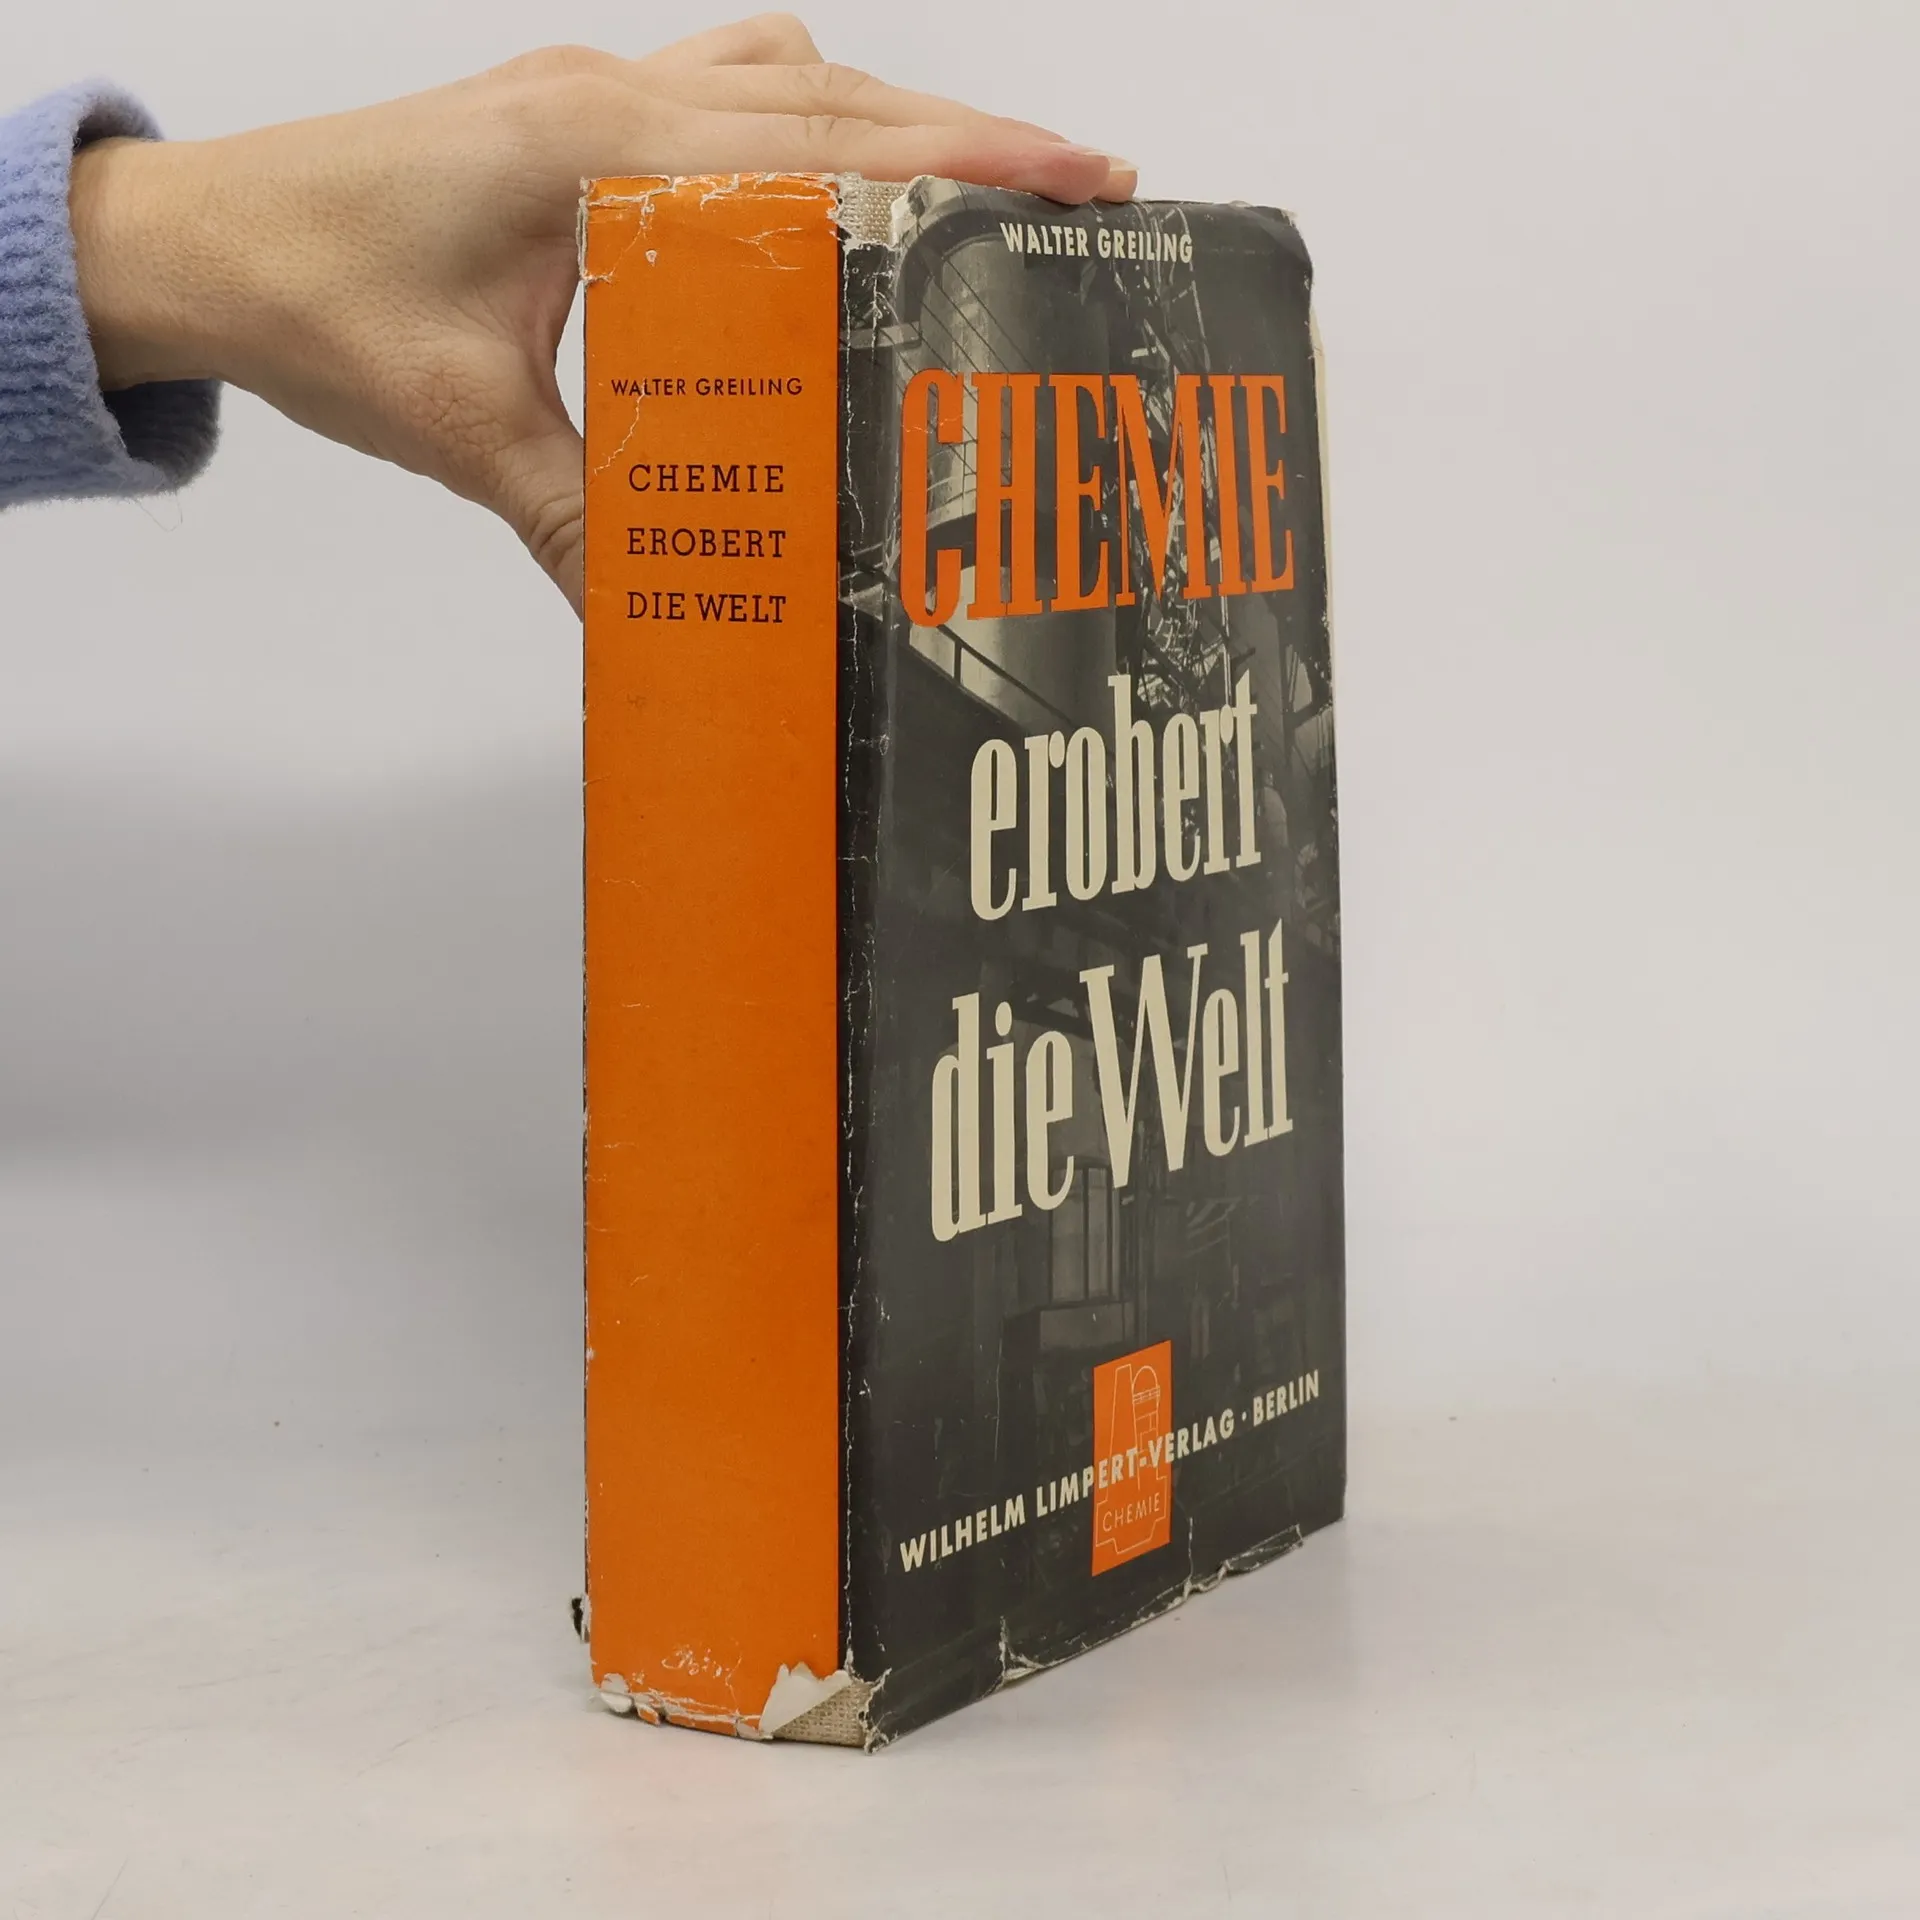 WALTER GREILING
CHEMIE
EROBERT
DIE WELT
WALTER GREILING
CHEMIE
erobert
die Welt
WILHELM LIMPERT-VERLAG · BERLIN
CHEMIE